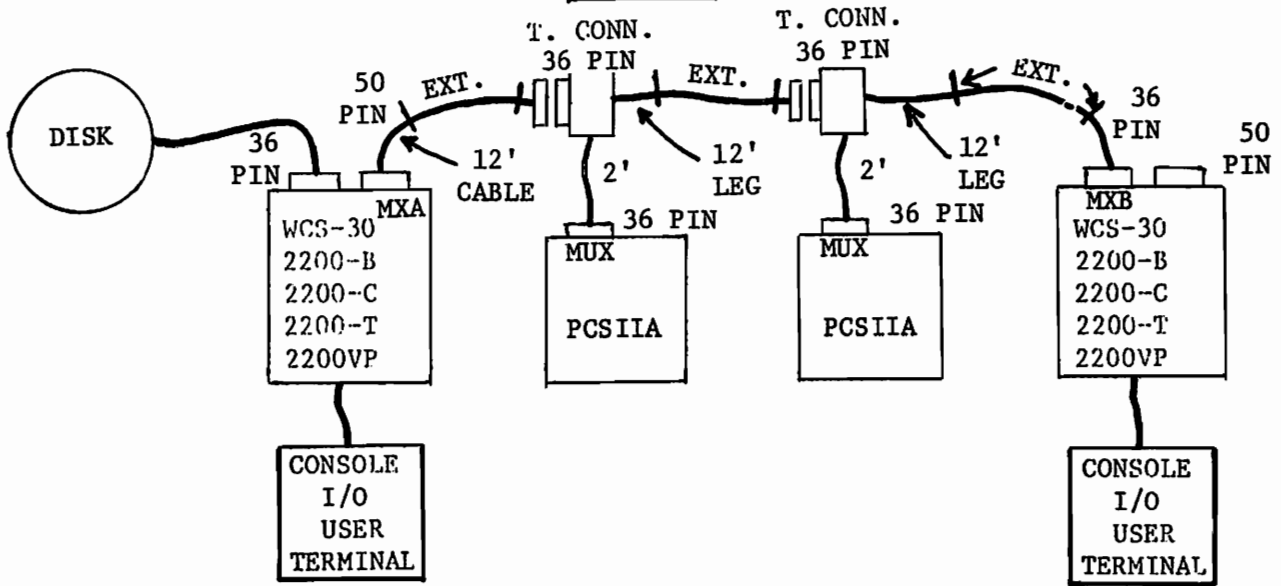 T. CONN.
36 PIN
T. CONN.
36 PIN
50
PIN
EXT.
EXT.
EXT.
36
PIN
50
PIN
DISK
36
PIN
12'
CABLE
12'
LEG
2'
12'
LEG
2'
MXA
WCS-30
2200-B
2200-C
2200-T
2200VP
36 PIN
MUX
PCSIIA
36 PIN
MUX
PCSIIA
MXB
WCS-30
2200-B
2200-C
2200-T
2200VP
CONSOLE
I/O
USER
TERMINAL
CONSOLE
I/O
USER
TERMINAL